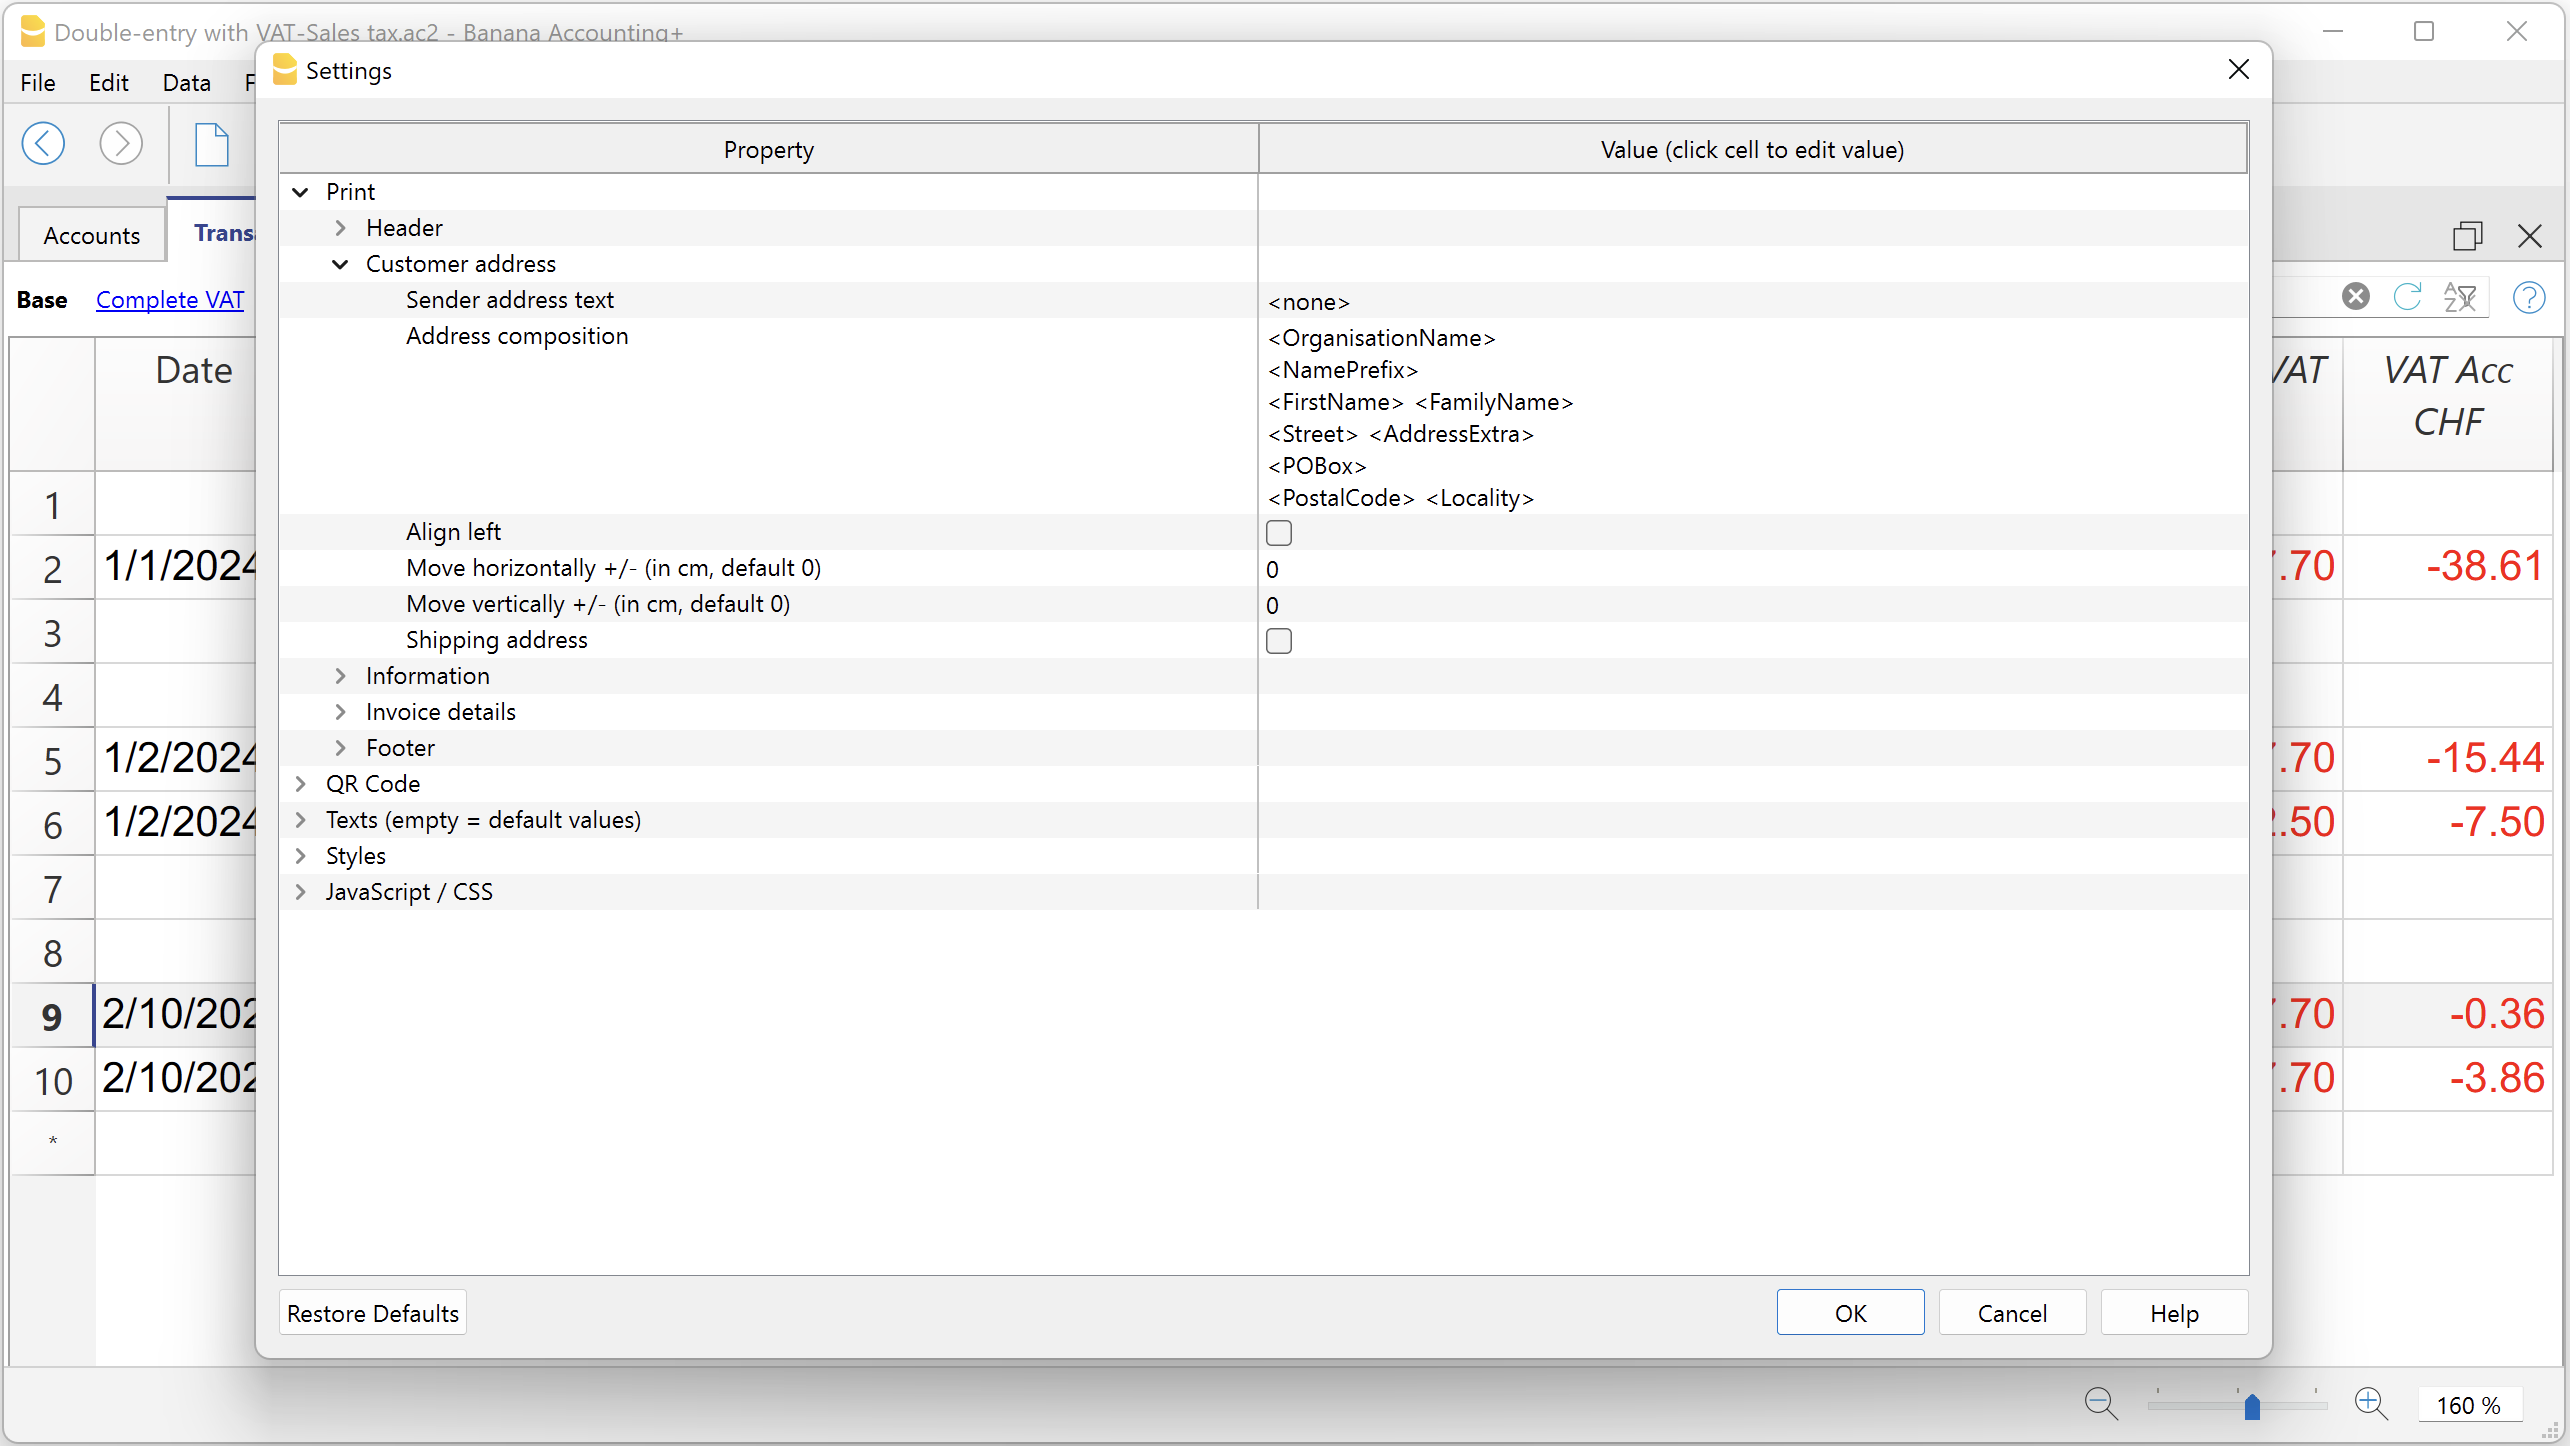 Double-entry with VAT-Sales tax.ac2 - Banana Accounting+
Settings
File Edit Data
Property Value (click cell to edit value)
Print
Header
Accounts
Customer address
Base Complete VAT
Sender address text <none>
Address composition <OrganisationName>
<NamePrefix>
<FirstName> <FamilyName>
<Street> <AddressExtra>
<POBox>
<PostalCode> <Locality>
Align left
Move horizontally +/- (in cm, default 0) 0
Move vertically +/- (in cm, default 0) 0
Shipping address
Information
Invoice details
Footer
QR Code
Texts (empty = default values)
Styles
JavaScript / CSS
Restore Defaults OK Cancel Help
Date VAT VAT Acc
CHF
1
2 1/1/2024 .70 -38.61
3
4
5 1/2/2024 .70 -15.44
6 1/2/2024 .50 -7.50
7
8
9 2/10/202 .70 -0.36
10 2/10/202 .70 -3.86
*
160 %